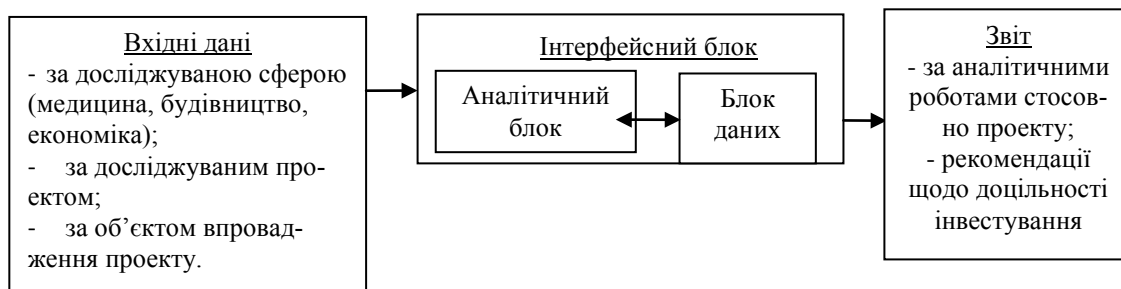 Вхідні дані
- за досліджуваною сферою
(медицина, будівництво,
економіка);
- за досліджуваним про-
ектом;
- за об’єктом впровад-
ження проекту.
Інтерфейсний блок
Аналітичний
блок
Блок
даних
Звіт
- за аналітичними
роботами стосов-
но проекту;
- рекомендації
щодо доцільності
інвестування